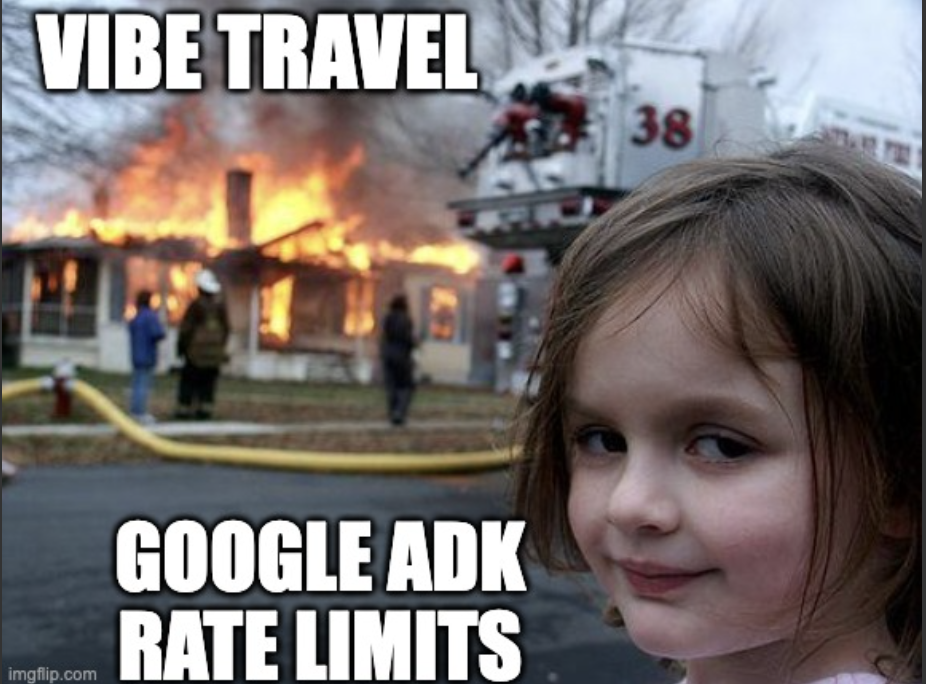 VIBE TRAVEL
38
GOOGLE ADK
RATE LIMITS
imgflip.com